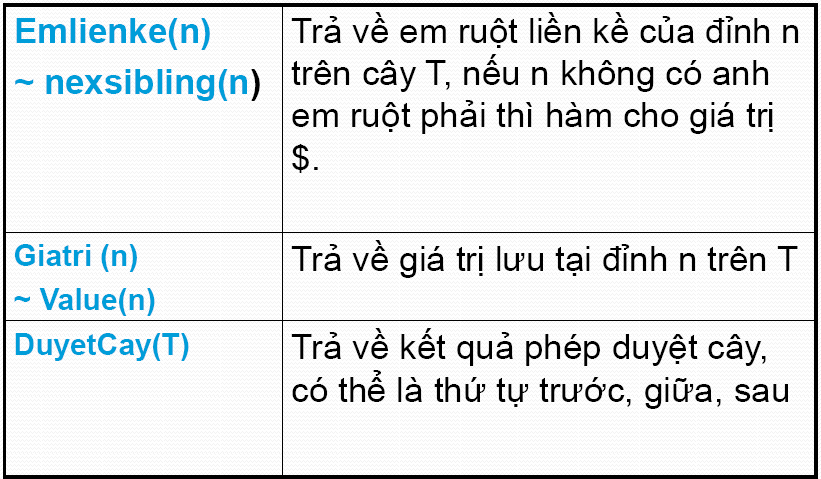 Emlienke(n)
~ nexsibling(n)
Trả về em ruột liền kề của đỉnh n
trên cây T, nếu n không có anh
em ruột phải thì hàm cho giá trị
$.
Giatri (n)
~ Value(n)
Trả về giá trị lưu tại đỉnh n trên T
DuyetCay(T)
Trả về kết quả phép duyệt cây,
có thể là thứ tự trước, giữa, sau